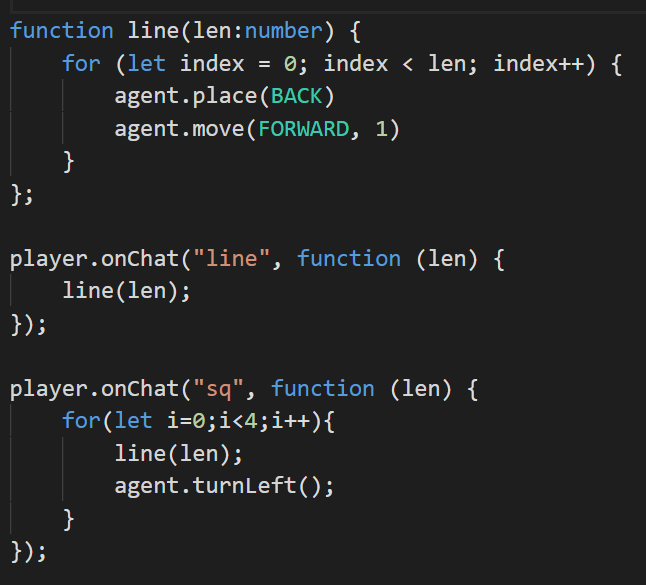 function line(len:number) {
    for (let index = 0; index < len; index++) {
        agent.place(BACK)
        agent.move(FORWARD, 1)
    }
};

player.onChat("line", function (len) {
    line(len);
});

player.onChat("sq", function (len) {
    for(let i=0;i<4;i++){
        line(len);
        agent.turnLeft();
    }
});